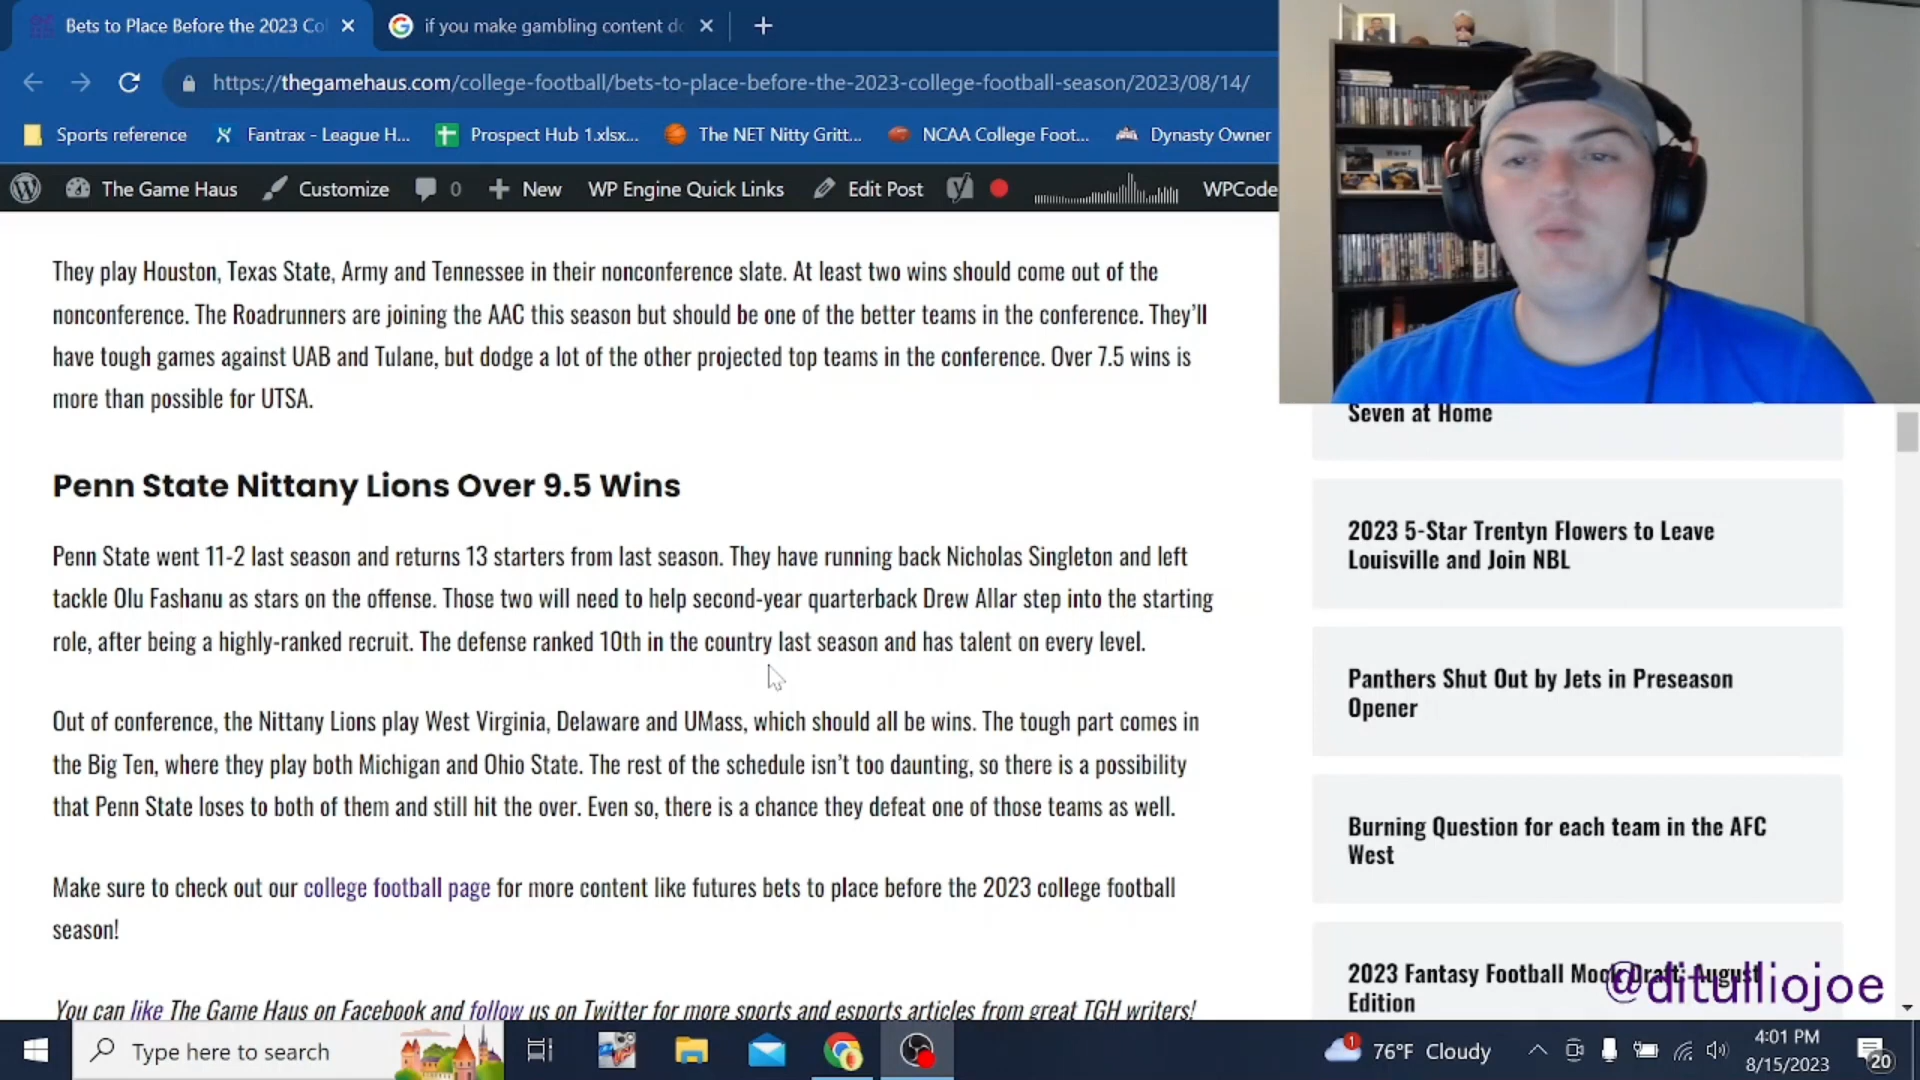 Bets to Place Before the 2023 Co
if you make gambling content do
https://thegamehaus.com/college-football/bets-to-place-before-the-2023-college-football-season/2023/08/14/
Sports reference
Fantrax - League H...
Prospect Hub 1.xlsx...
The NET Nitty Gritt...
NCAA College Foot...
Dynasty Owner
The Game Haus
Customize
0
New
WP Engine Quick Links
Edit Post
WPCode
They play Houston, Texas State, Army and Tennessee in their nonconference slate. At least two wins should come out of the
nonconference. The Roadrunners are joining the AAC this season but should be one of the better teams in the conference. They’ll
have tough games against UAB and Tulane, but dodge a lot of the other projected top teams in the conference. Over 7.5 wins is
more than possible for UTSA.
Penn State Nittany Lions Over 9.5 Wins
Penn State went 11-2 last season and returns 13 starters from last season. They have running back Nicholas Singleton and left
tackle Olu Fashanu as stars on the offense. Those two will need to help second-year quarterback Drew Allar step into the starting
role, after being a highly-ranked recruit. The defense ranked 10th in the country last season and has talent on every level.
Out of conference, the Nittany Lions play West Virginia, Delaware and UMass, which should all be wins. The tough part comes in
the Big Ten, where they play both Michigan and Ohio State. The rest of the schedule isn’t too daunting, so there is a possibility
that Penn State loses to both of them and still hit the over. Even so, there is a chance they defeat one of those teams as well.
Make sure to check out our college football page for more content like futures bets to place before the 2023 college football
season!
You can like The Game Haus on Facebook and follow us on Twitter for more sports and esports articles from great TGH writers!
Seven at Home
2023 5-Star Trentyn Flowers to Leave
Louisville and Join NBL
Panthers Shut Out by Jets in Preseason
Opener
Burning Question for each team in the AFC
West
2023 Fantasy Football Mock Draft: August
Edition
@ditulliojoe
Type here to search
1
76°F Cloudy
4:01 PM
8/15/2023
20